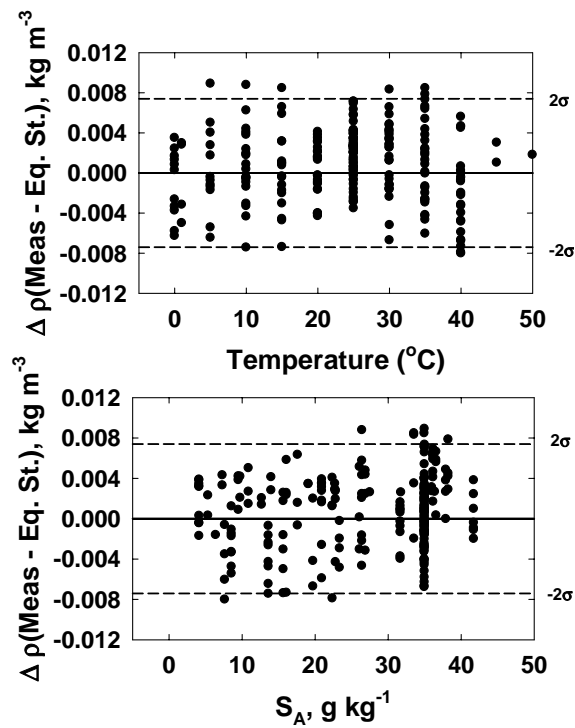 0.012
0.008
0.004
0.000
-0.004
-0.008
-0.012
Δ ρ(Meas - Eq. St.), kg m⁻³
2σ
-2σ
0 10 20 30 40 50
Temperature (°C)
0.012
0.008
0.004
0.000
-0.004
-0.008
-0.012
Δ ρ(Meas - Eq. St.), kg m⁻³
2σ
-2σ
0 10 20 30 40 50
S_A, g kg⁻¹